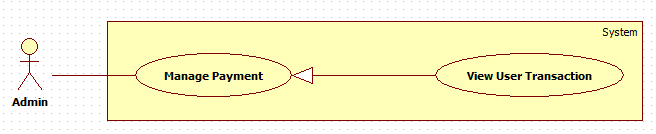 System
Manage Payment
View User Transaction
Admin